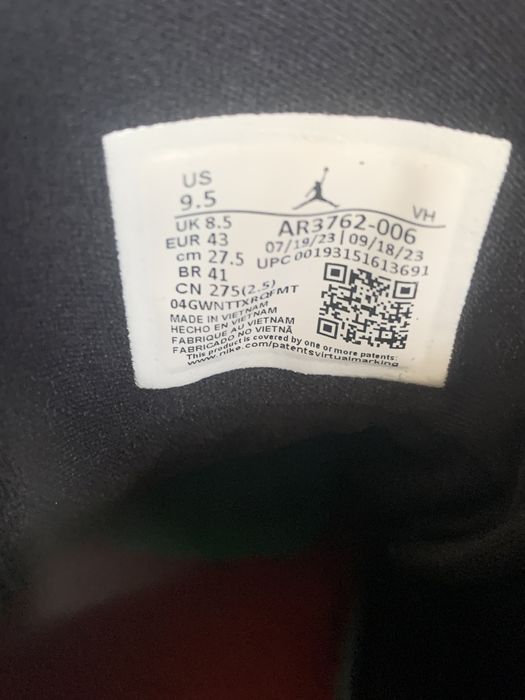 US
9.5
VH
UK 8.5
EUR 43
cm 27.5
BR 41
CN 275(2.5)
AR3762-006
07/19/23 | 09/18/23
UPC 00193151613691
04GWNTTXRQFMT
MADE IN VIETNAM
HECHO EN VIETNAM
FABRIQUE AU VIETNAM
FABRICADO NO VIETNÃ
This product is covered by one or more patents:
www.nike.com/patentsvirtualmarking